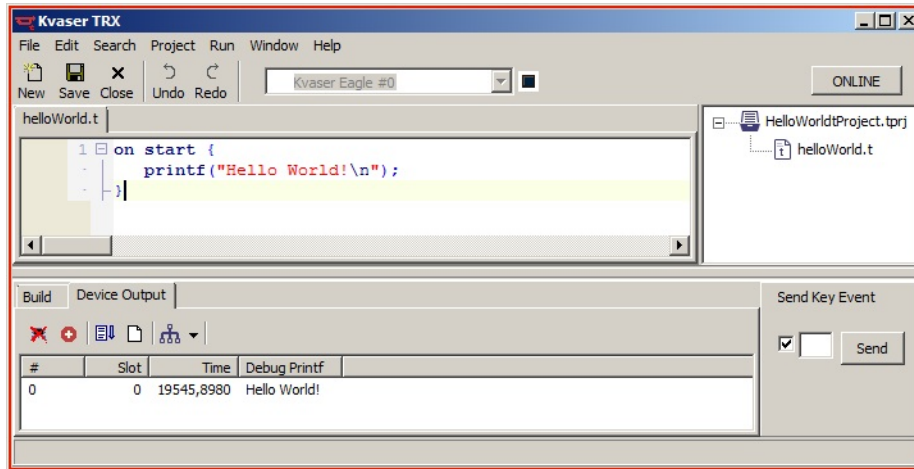 Kvaser TRX
File Edit Search Project Run Window Help
New Save Close Undo Redo
Kvaser Eagle #0
ONLINE
helloWorld.t
HelloWorldtProject.tprj
helloWorld.t
1 on start {
printf("Hello World!\n");
}
Build Device Output
Send Key Event
Send
# Slot Time Debug Printf
0 0 19545,8980 Hello World!